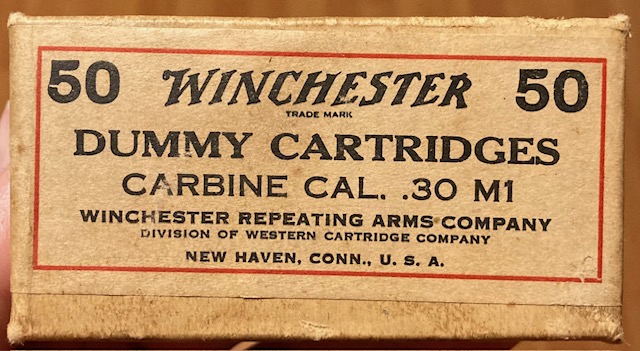 50 WINCHESTER 50
TRADE MARK
DUMMY CARTRIDGES
CARBINE CAL. .30 M1
WINCHESTER REPEATING ARMS COMPANY
DIVISION OF WESTERN CARTRIDGE COMPANY
NEW HAVEN, CONN., U. S. A.